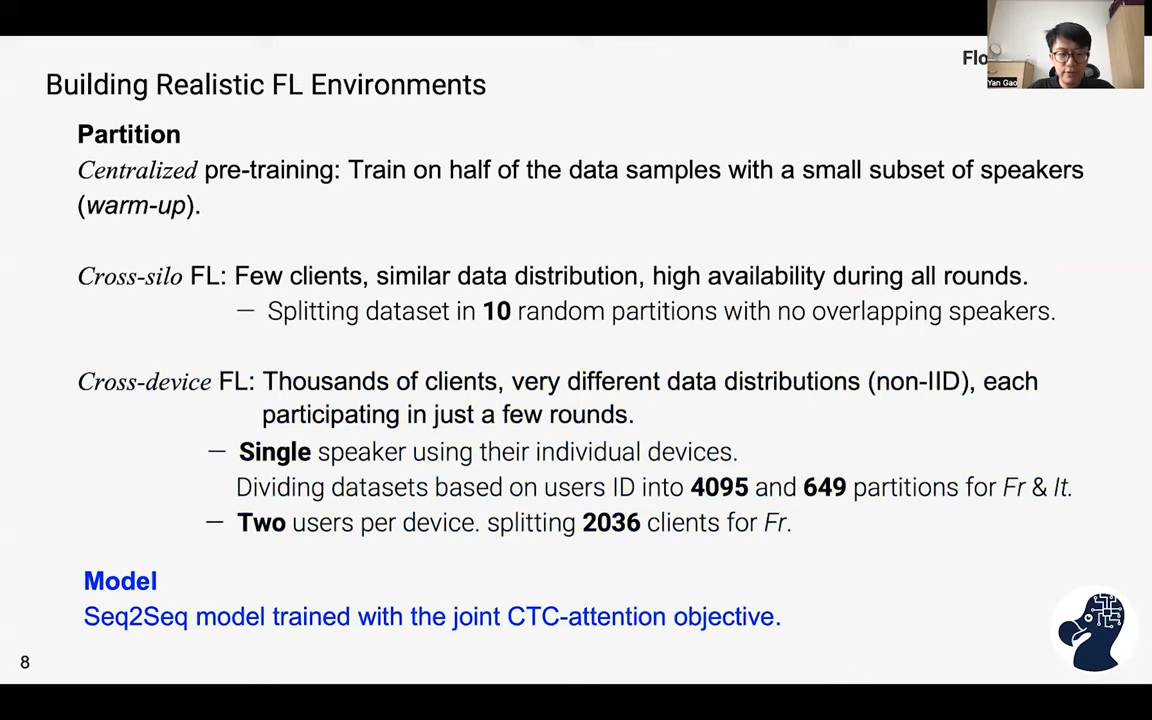 Building Realistic FL Environments
Flo
Yan Gao
Partition
Centralized pre-training: Train on half of the data samples with a small subset of speakers
(warm-up).
Cross-silo FL: Few clients, similar data distribution, high availability during all rounds.
— Splitting dataset in 10 random partitions with no overlapping speakers.
Cross-device FL: Thousands of clients, very different data distributions (non-IID), each
participating in just a few rounds.
— Single speaker using their individual devices.
Dividing datasets based on users ID into 4095 and 649 partitions for Fr & It.
— Two users per device. splitting 2036 clients for Fr.
Model
Seq2Seq model trained with the joint CTC-attention objective.
8